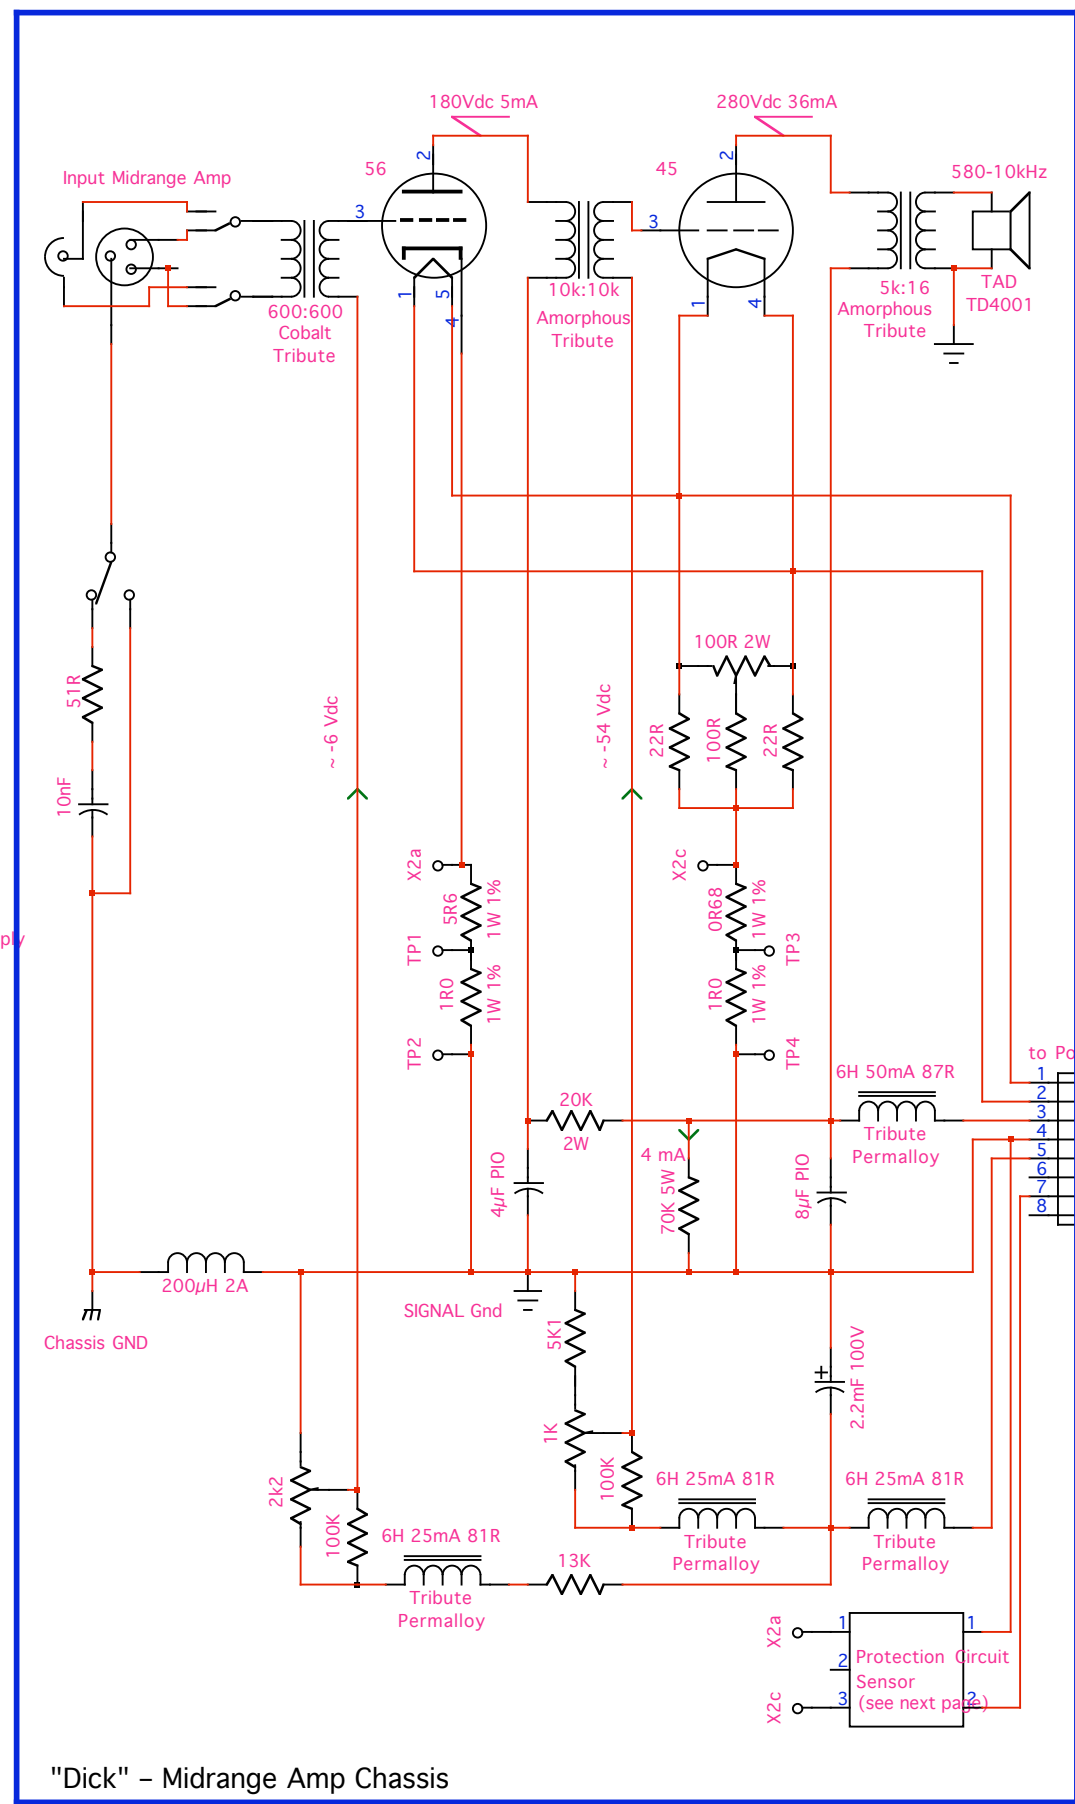 180Vdc 5mA
280Vdc 36mA
Input Midrange Amp
56
2
45
2
580-10kHz
3
3
TAD
TD4001
600:600
Cobalt
Tribute
1
5
4
10k:10k
Amorphous
Tribute
1
4
5k:16
Amorphous
Tribute
100R 2W
51R
~ -6 Vdc
~ -54 Vdc
22R
100R
22R
10nF
X2a
5R6
1W 1%
X2c
0R68
1W 1%
ply
TP1
TP3
1R0
1W 1%
1R0
1W 1%
TP2
TP4
to Po
6H 50mA 87R
Tribute
Permalloy
1
2
3
4
5
6
7
8
20K
2W
4 mA
4µF PIO
70K 5W
8µF PIO
200µH 2A
SIGNAL Gnd
Chassis GND
5K1
2.2mF 100V
+
1K
2k2
100K
6H 25mA 81R
Tribute
Permalloy
6H 25mA 81R
Tribute
Permalloy
100K
6H 25mA 81R
Tribute
Permalloy
13K
X2a
1
1
Protection Circuit
2
Sensor
X2c
3
(see next page)
2
"Dick" – Midrange Amp Chassis